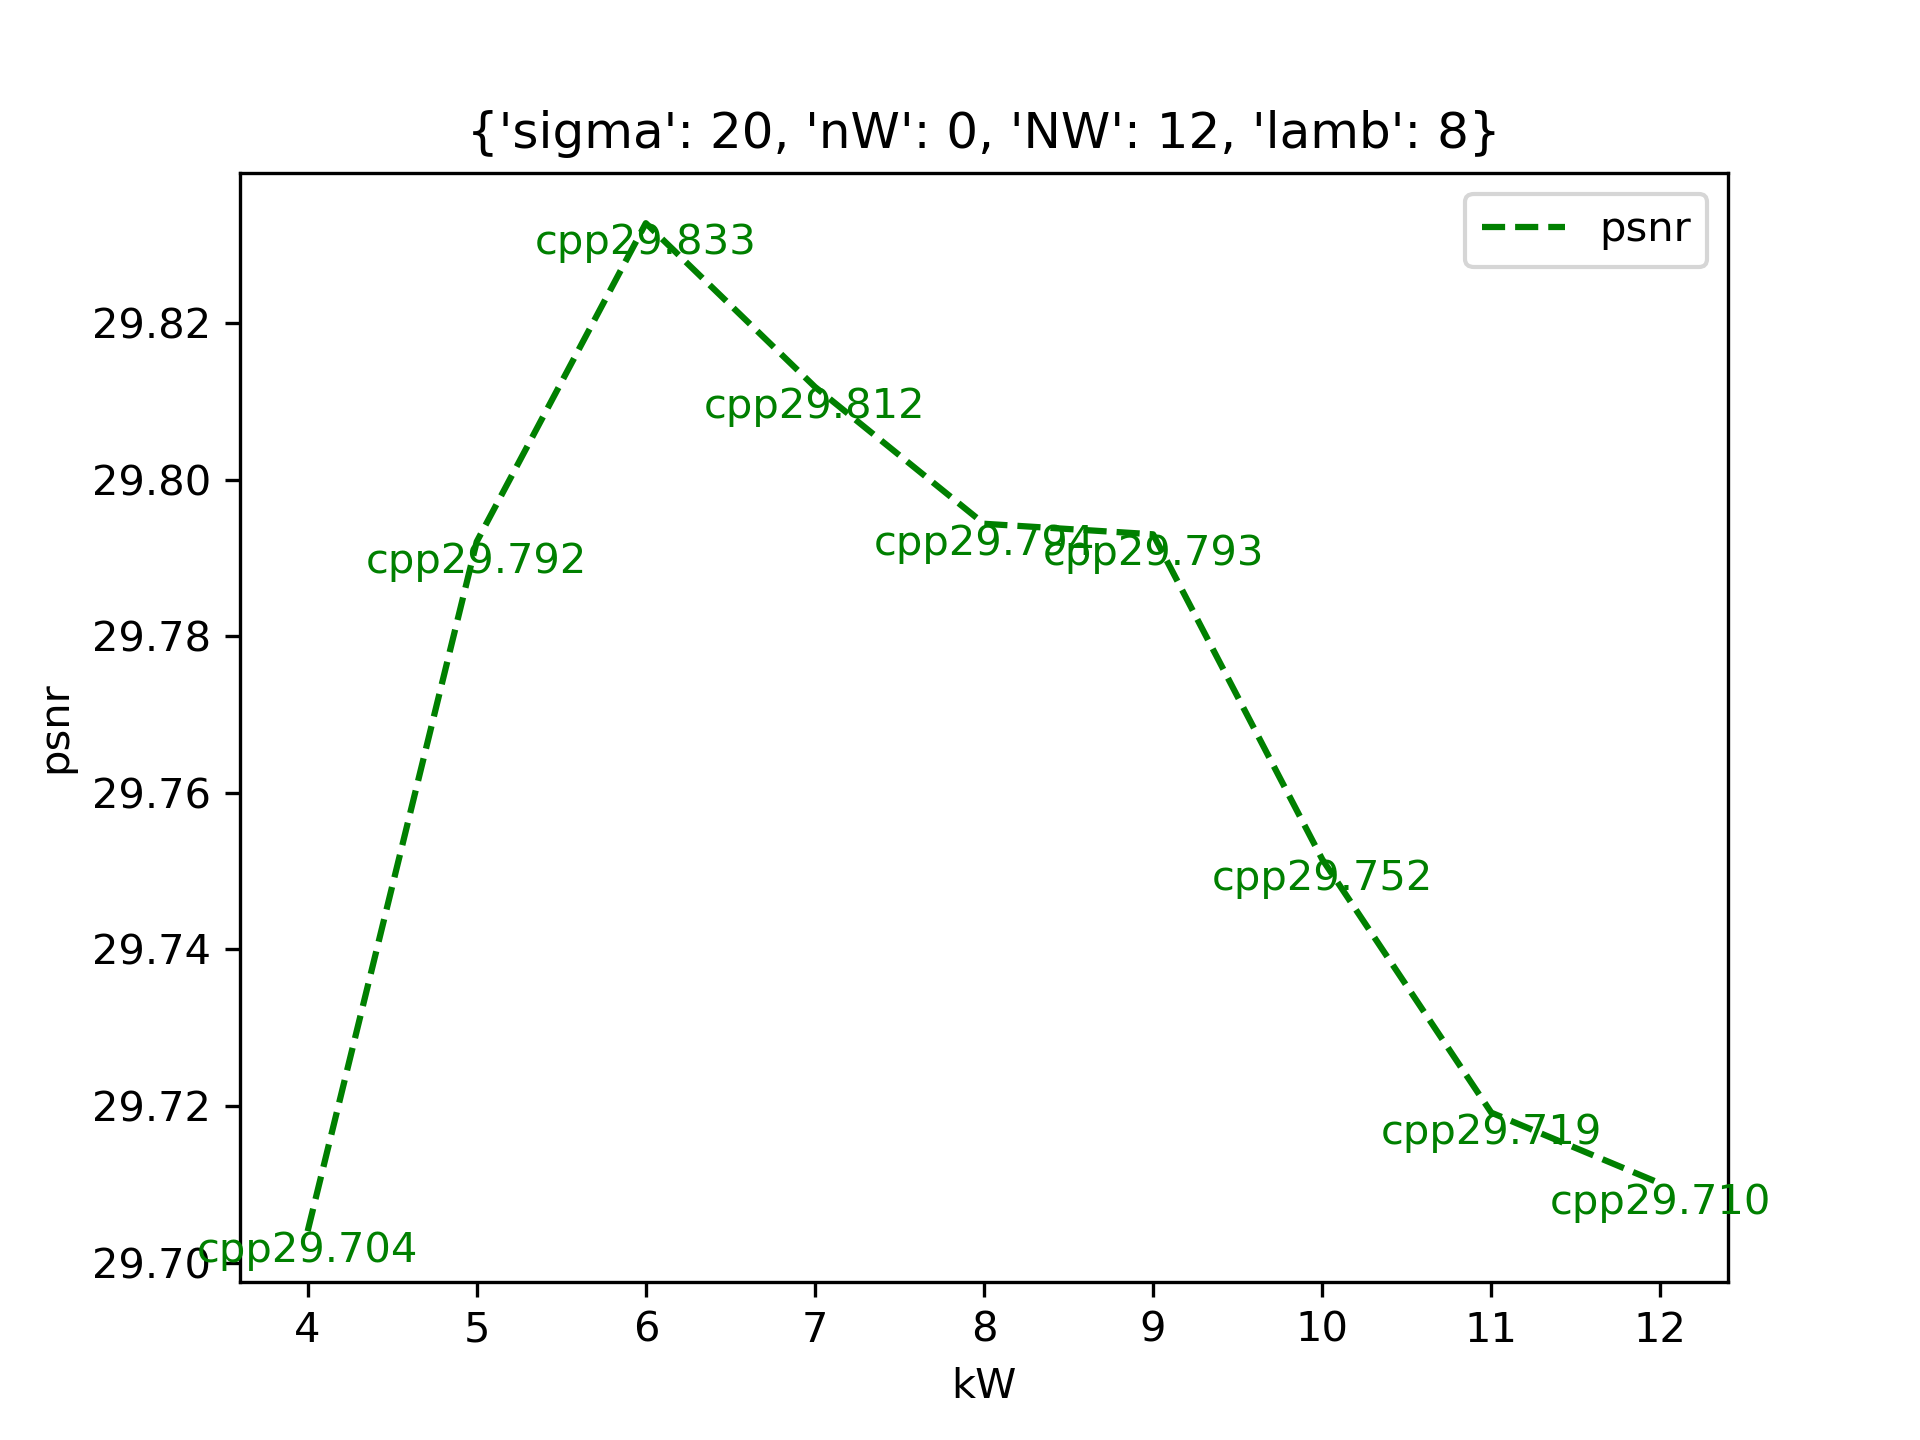 {'sigma': 20, 'nW': 0, 'NW': 12, 'lamb': 8}
psnr
cpp29.833
29.82
cpp29.812
29.80
cpp29.794
cpp29.793
cpp29.792
29.78
psnr
29.76
cpp29.752
29.74
29.72
cpp29.719
cpp29.710
29.70
cpp29.704
4 5 6 7 8 9 10 11 12
kW